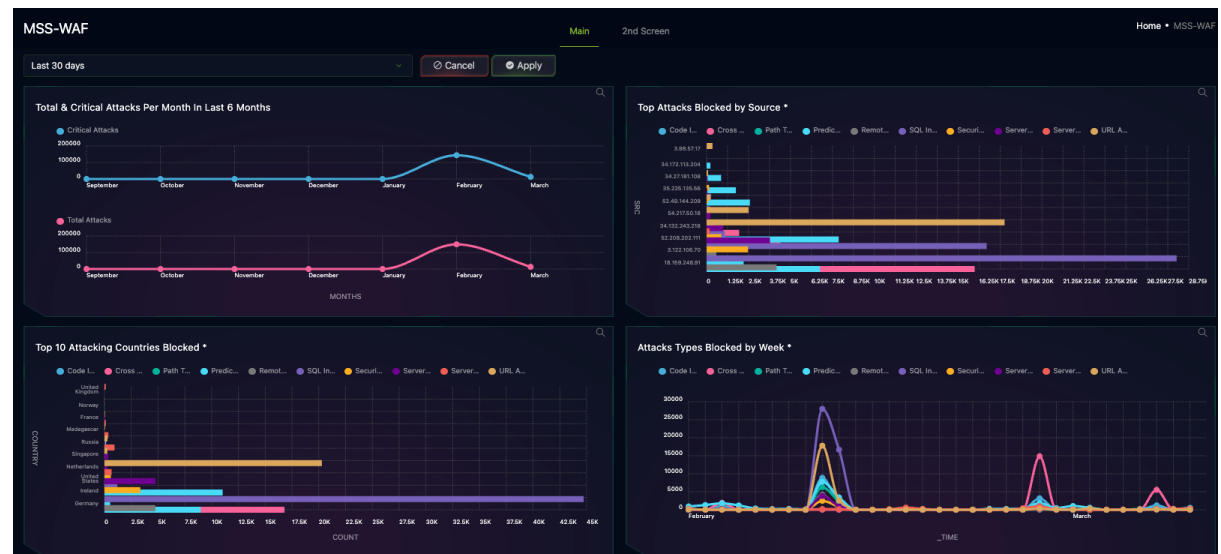 MSS-WAF
Main
2nd Screen
Home • MSS-WAF
Last 30 days
Cancel
Apply
Total & Critical Attacks Per Month In Last 6 Months
Critical Attacks
200000
100000
0
September October November December January February March
Total Attacks
200000
100000
0
September October November December January February March
MONTHS
Top Attacks Blocked by Source *
Code I... Cross ... Path T... Predic... Remot... SQL In... Securi... Server... Server... URL A...
SRC
3.99.57.17
34.172.113.204
34.27.181.108
35.235.135.56
52.49.144.209
54.217.50.18
34.132.243.218
52.208.202.111
3.122.106.70
18.159.248.91
0 1.25K 2.5K 3.75K 5K 6.25K 7.5K 8.75K 10K 11.25K 12.5K 13.75K 15K 16.25K 17.5K 18.75K 20K 21.25K 22.5K 23.75K 25K 26.25K 27.5K 28.75K
Top 10 Attacking Countries Blocked *
Code I... Cross ... Path T... Predic... Remot... SQL In... Securi... Server... Server... URL A...
COUNTRY
United Kingdom
Norway
France
Madagascar
Russia
Singapore
Netherlands
United States
Ireland
Germany
0 2.5K 5K 7.5K 10K 12.5K 15K 17.5K 20K 22.5K 25K 27.5K 30K 32.5K 35K 37.5K 40K 42.5K 45K
COUNT
Attacks Types Blocked by Week *
Code I... Cross ... Path T... Predic... Remot... SQL In... Securi... Server... Server... URL A...
30000
25000
20000
15000
10000
5000
0
February March
_TIME